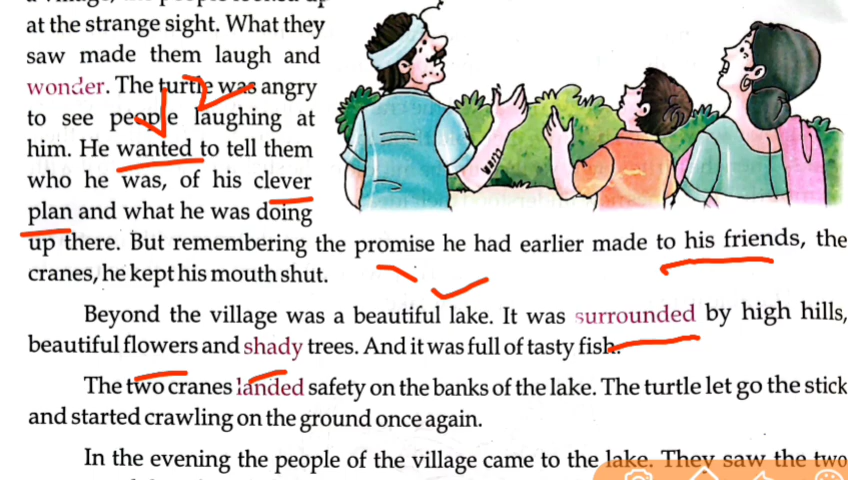 at the strange sight. What they
saw made them laugh and
wonder. The turtle was angry
to see people laughing at
him. He wanted to tell them
who he was, of his clever
plan and what he was doing
up there. But remembering the promise he had earlier made to his friends, the
cranes, he kept his mouth shut.
Beyond the village was a beautiful lake. It was surrounded by high hills,
beautiful flowers and shady trees. And it was full of tasty fish.
The two cranes landed safety on the banks of the lake. The turtle let go the stick
and started crawling on the ground once again.
In the evening the people of the village came to the lake. They saw the two